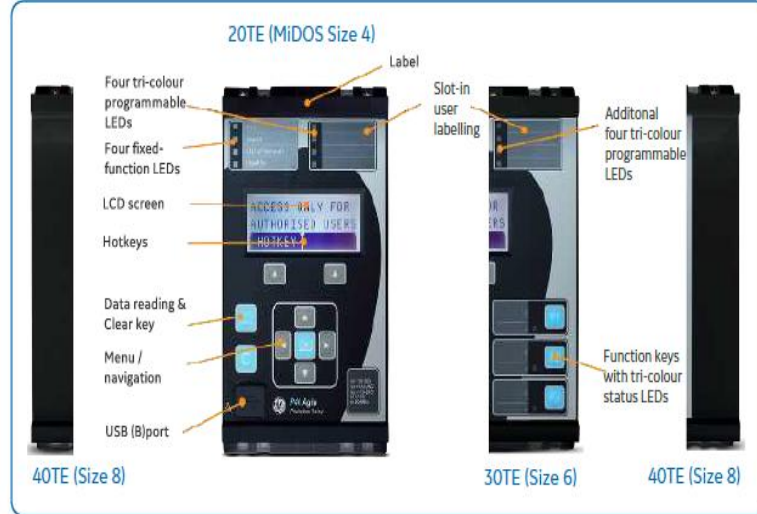 20TE (MiDOS Size 4)
Label
Four tri-colour
programmable
LEDs
Slot-in
user
labelling
Additonal
four tri-colour
programmable
LEDs
Four fixed-
function LEDs
LCD screen
ACCESS ONLY FOR
AUTHORISED USERS
HOTKEY
Hotkeys
Data reading &
Clear key
Menu /
navigation
USB (B)port
P40 Agile
Function keys
with tri-colour
status LEDs
40TE (Size 8)
30TE (Size 6)
40TE (Size 8)